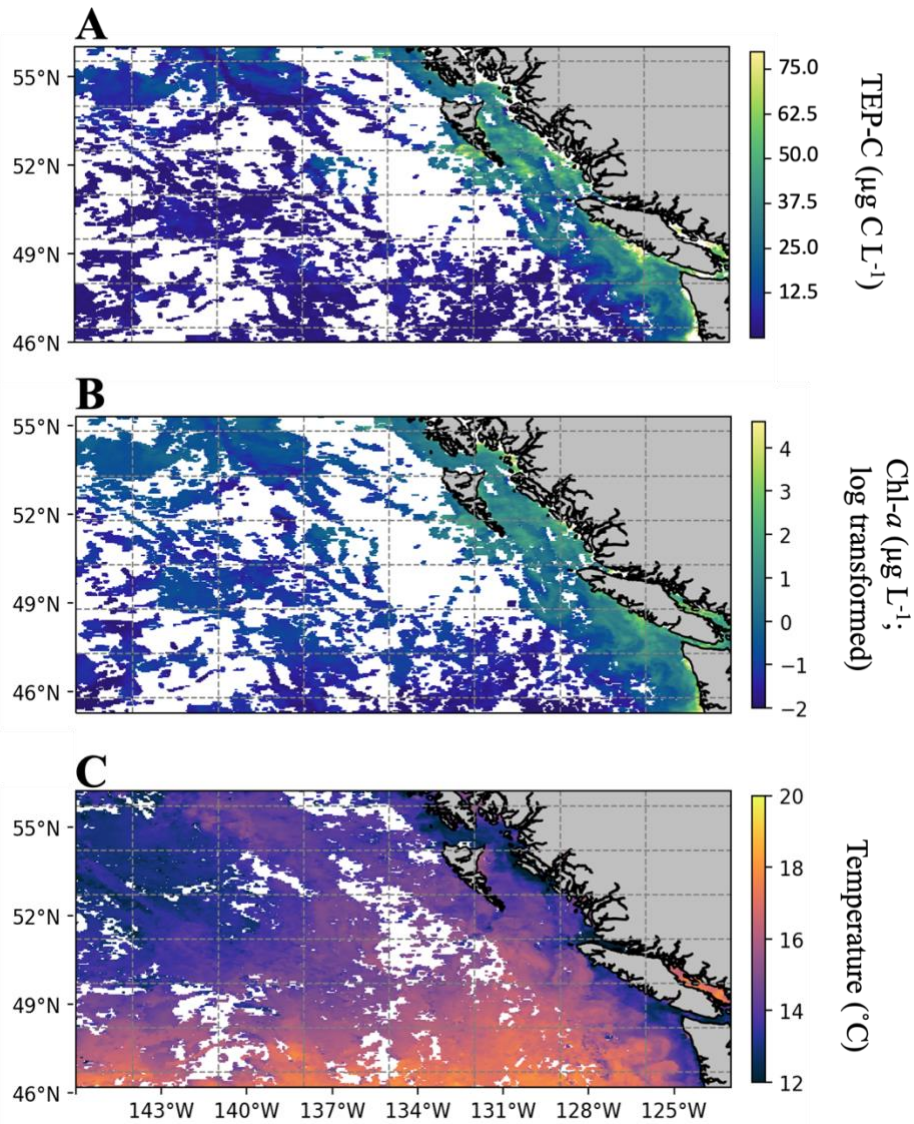 A
55°N
52°N
49°N
46°N
75.0
62.5
50.0
37.5
25.0
12.5
TEP-C (µg C L⁻¹)
B
55°N
52°N
49°N
46°N
4
3
2
1
0
−1
−2
Chl-a (µg L⁻¹;
log transformed)
C
55°N
52°N
49°N
46°N
143°W 140°W 137°W 134°W 131°W 128°W 125°W
20
18
16
14
12
Temperature (˚C)